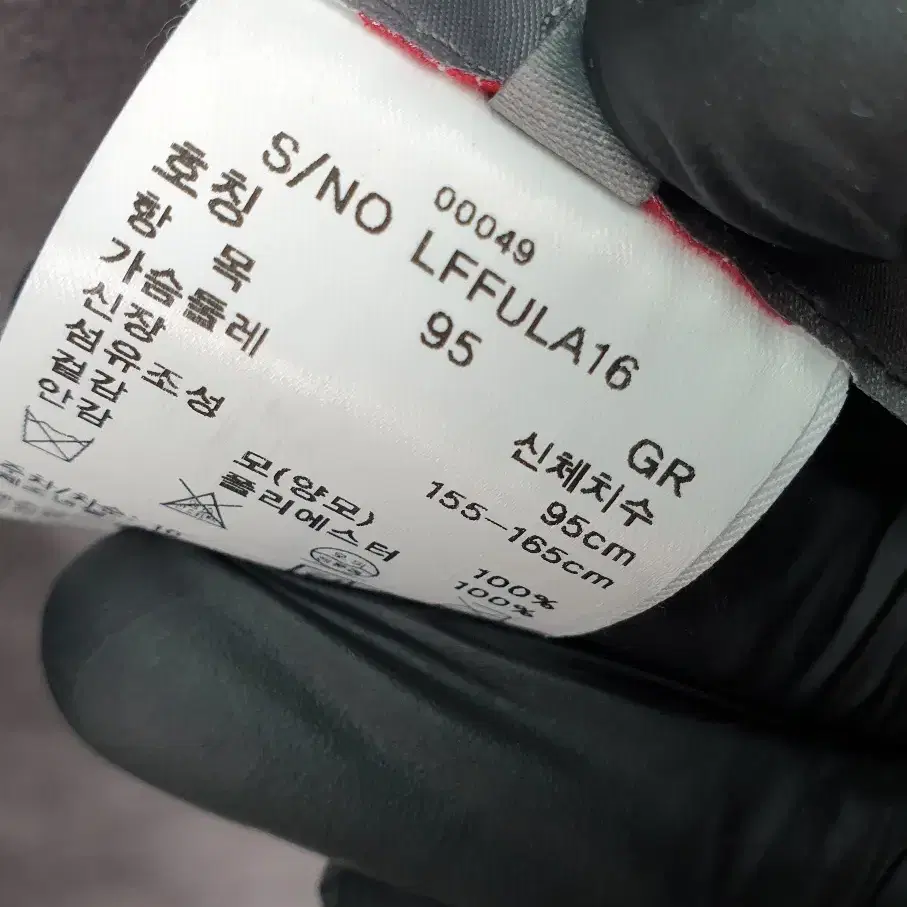 00049
S/NO LFFULA16 GR
호칭 95
항목 신체치수
가슴둘레 95cm
신장 155-165cm
섬유조성
겉감 모(양모) 100%
안감 폴리에스터 100%